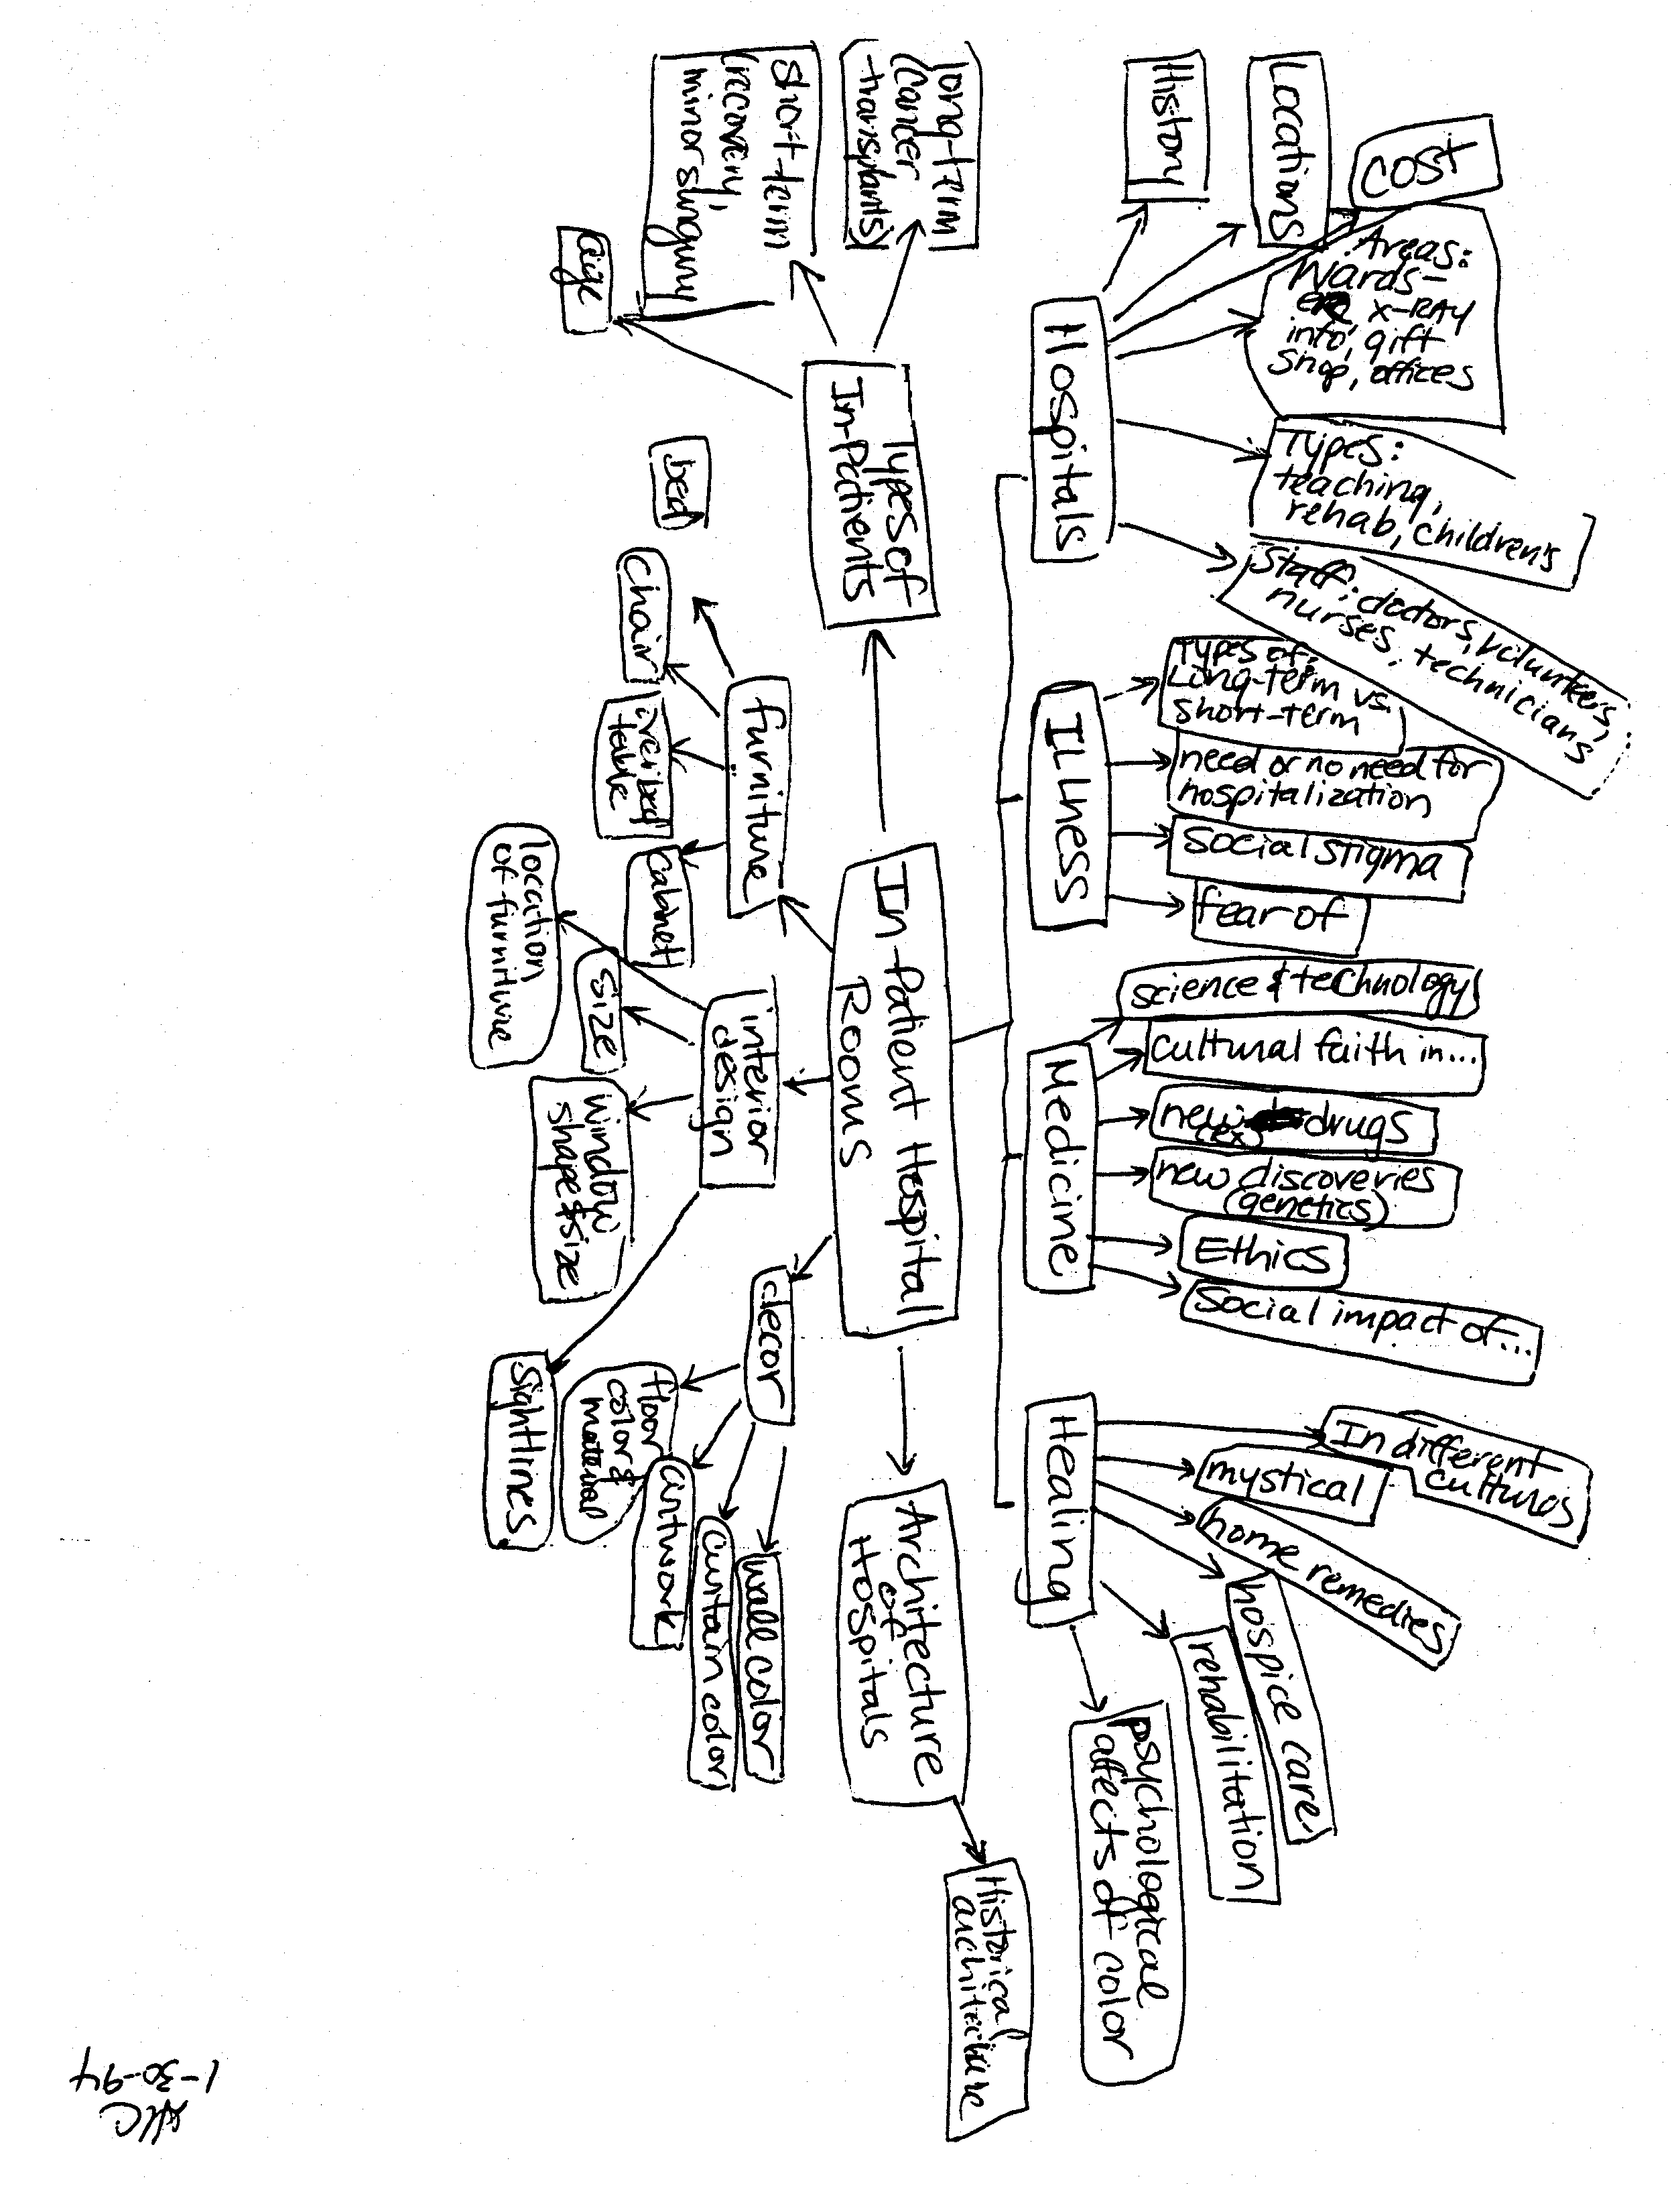 cost
Locations
History
Areas:
Wards-
ER, X-RAY
info, gift
shop, offices
Types:
teaching,
rehab, children's
Staff: doctors, volunteers,
nurses, technicians
Hospitals
Types of:
Long-term vs.
short-term
need or no need for
hospitalization
social stigma
fear of
ILLNESS
science & technology
cultural faith in...
new drugs
(ex)
new discoveries
(genetics)
Ethics
Social impact of...
Medicine
In different
cultures
mystical
home remedies
hospice care
rehabilitation
psychological
affects of color
Healing
long-term
(cancer
transplants)
short-term
(recovery,
minor surgury)
age
Types of
In-Patients
In-Patient Hospital
Rooms
Architecture
of
Hospitals
Historical
architecture
furniture
bed
chair
overbed
table
cabinet
interior
design
location
of furniture
size
window
shape & size
Sightlines
decor
floor
color &
material
artwork
curtain color
wall color
1-30-94